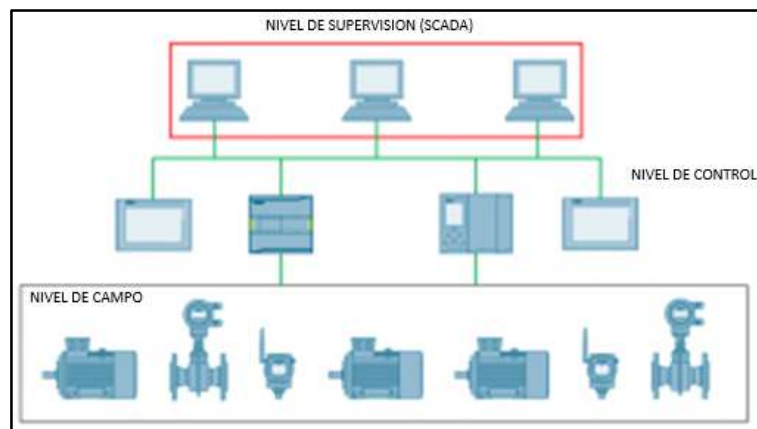 NIVEL DE SUPERVISION (SCADA)
NIVEL DE CONTROL
NIVEL DE CAMPO